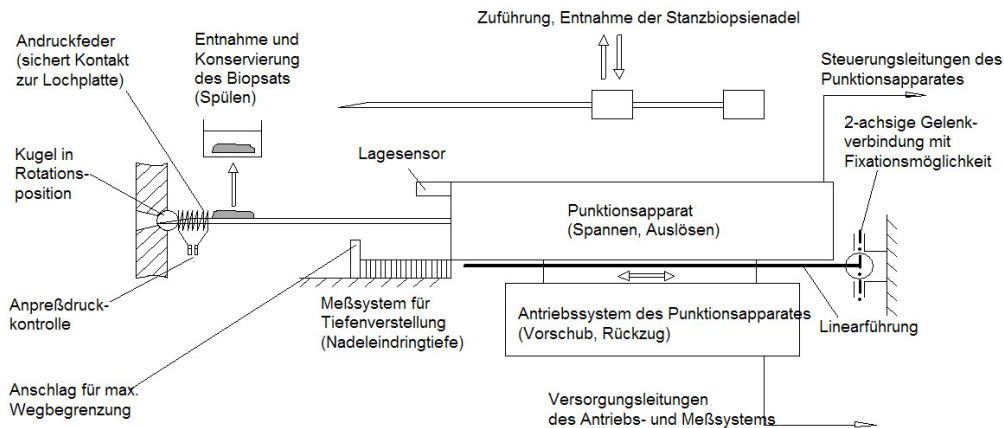 Zuführung, Entnahme der Stanzbiopsienadel
Andruckfeder
(sichert Kontakt
zur Lochplatte)
Entnahme und
Konservierung
des Biopsats
(Spülen)
Steuerungsleitungen des
Punktionsapparates
2-achsige Gelenk-
verbindung mit
Fixationsmöglichkeit
Kugel in
Rotations-
position
Lagesensor
Punktionsapparat
(Spannen, Auslösen)
Anpreßdruck-
kontrolle
Meßsystem für
Tiefenverstellung
(Nadeleindringtiefe)
Antriebssystem des Punktionsapparates
(Vorschub, Rückzug)
Linearführung
Anschlag für max.
Wegbegrenzung
Versorgungsleitungen
des Antriebs- und Meßsystems